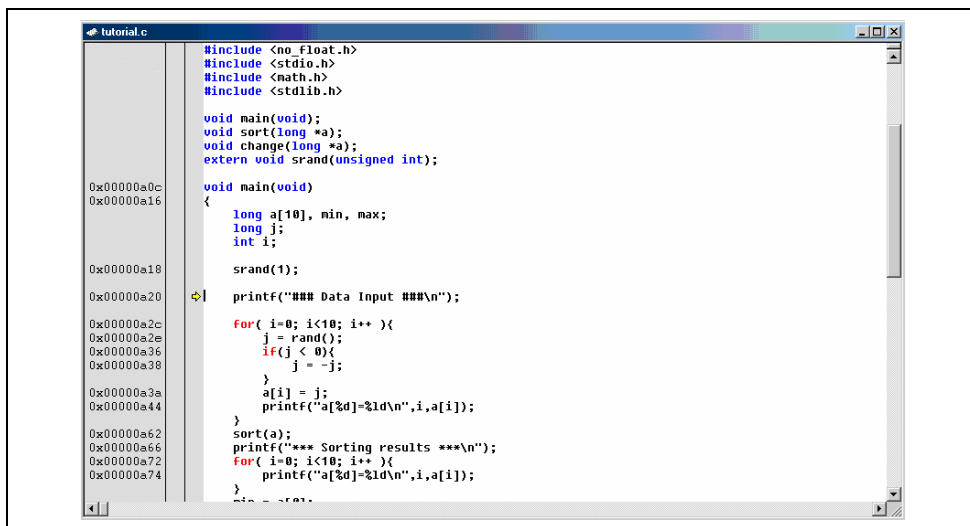 tutorial.c
#include <no_float.h>
#include <stdio.h>
#include <math.h>
#include <stdlib.h>
void main(void);
void sort(long *a);
void change(long *a);
extern void srand(unsigned int);
0x00000a0c void main(void)
0x00000a16 {
long a[10], min, max;
long j;
int i;
0x00000a18 srand(1);
0x00000a20 printf("### Data Input ###\n");
0x00000a2c for( i=0; i<10; i++ ){
0x00000a2e j = rand();
0x00000a36 if(j < 0){
0x00000a38 j = -j;
}
0x00000a3a a[i] = j;
0x00000a44 printf("a[%d]=%ld\n",i,a[i]);
}
0x00000a62 sort(a);
0x00000a66 printf("*** Sorting results ***\n");
0x00000a72 for( i=0; i<10; i++ ){
0x00000a74 printf("a[%d]=%ld\n",i,a[i]);
}
min = a[0];